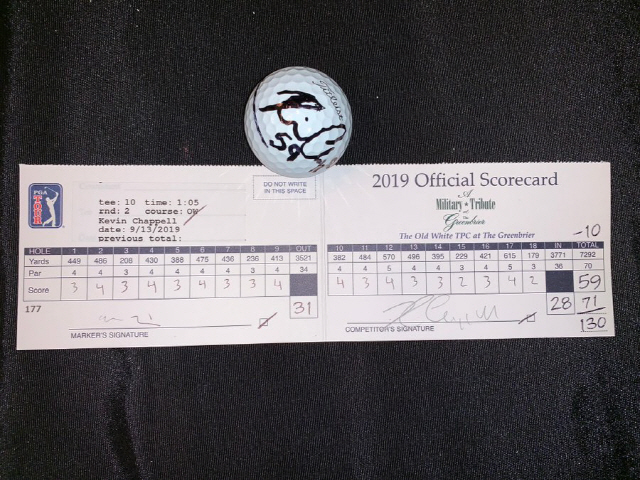 Titleist
59
PGA TOUR
tee: 10 time: 1:05
rnd: 2 course: OW
Kevin Chappell
date: 9/13/2019
previous total:
DO NOT WRITE
IN THIS SPACE
HOLE 1 2 3 4 5 6 7 8 9 OUT
Yards 449 486 208 430 388 475 436 236 413 3521
Par 4 4 3 4 4 4 4 3 4 34
Score 3 4 3 4 3 4 3 3 4
31
177
MARKER'S SIGNATURE
2019 Official Scorecard
A
Military Tribute
at The
Greenbrier
The Old White TPC at The Greenbrier
-10
10 11 12 13 14 15 16 17 18 IN TOTAL
382 484 570 496 395 229 421 615 179 3771 7292
4 4 5 4 4 3 4 5 3 36 70
4 3 4 3 3 2 3 4 2 59
28 71
130
COMPETITOR'S SIGNATURE